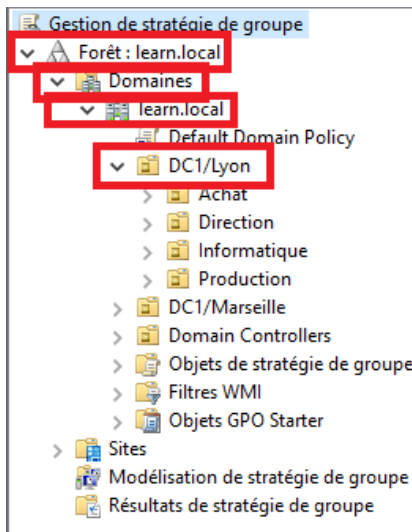 Gestion de stratégie de groupe
Forêt : learn.local
Domaines
learn.local
Default Domain Policy
DC1/Lyon
Achat
Direction
Informatique
Production
DC1/Marseille
Domain Controllers
Objets de stratégie de groupe
Filtres WMI
Objets GPO Starter
Sites
Modélisation de stratégie de groupe
Résultats de stratégie de groupe